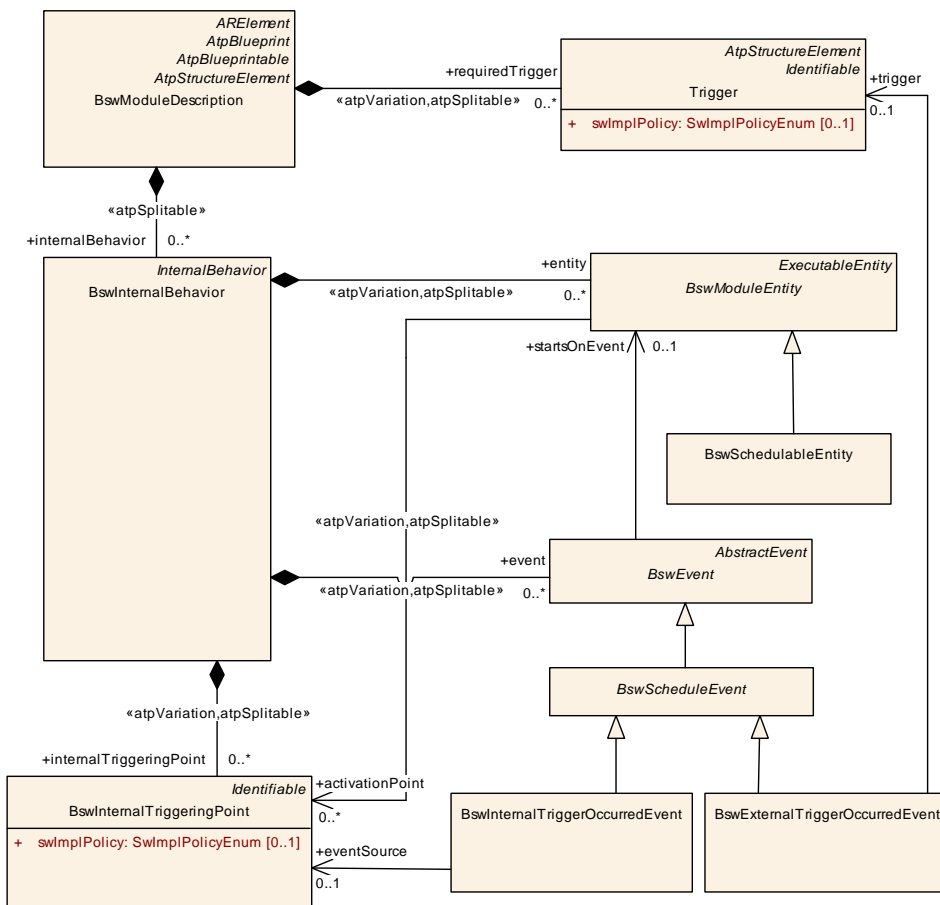 ARElement
AtpBlueprint
AtpBlueprintable
AtpStructureElement
BswModuleDescription
+requiredTrigger
«atpVariation,atpSplitable»
0..*
AtpStructureElement
Identifiable
Trigger
+ swImplPolicy: SwImplPolicyEnum [0..1]
+trigger
0..1
«atpSplitable»
+internalBehavior
0..*
InternalBehavior
BswInternalBehavior
+entity
«atpVariation,atpSplitable»
0..*
ExecutableEntity
BswModuleEntity
+startsOnEvent
0..1
BswSchedulableEntity
«atpVariation,atpSplitable»
+event
«atpVariation,atpSplitable»
0..*
AbstractEvent
BswEvent
BswScheduleEvent
«atpVariation,atpSplitable»
+internalTriggeringPoint
0..*
Identifiable
BswInternalTriggeringPoint
+ swImplPolicy: SwImplPolicyEnum [0..1]
+activationPoint
0..*
+eventSource
0..1
BswInternalTriggerOccurredEvent
BswExternalTriggerOccurredEvent